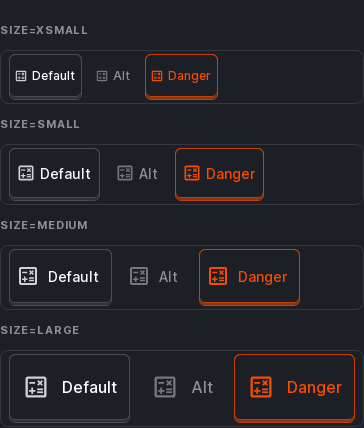 SIZE=XSMALL
Default Alt Danger
SIZE=SMALL
Default Alt Danger
SIZE=MEDIUM
Default Alt Danger
SIZE=LARGE
Default Alt Danger